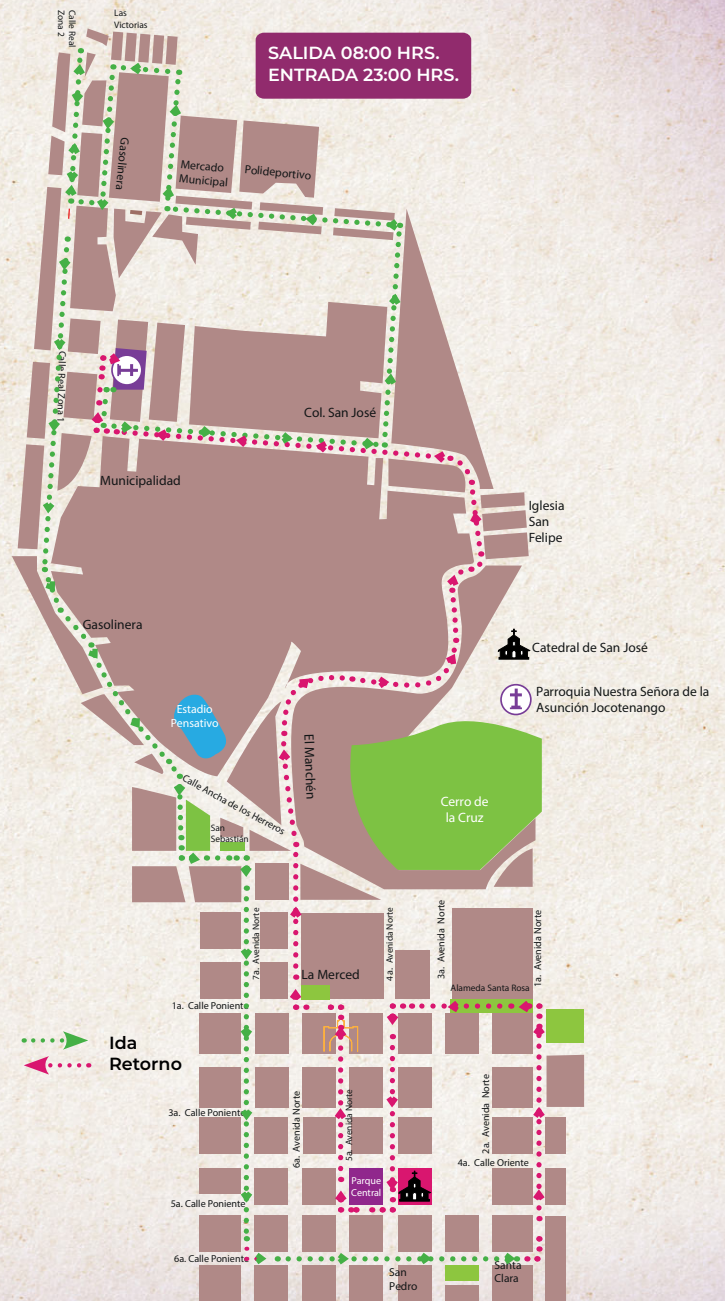 Calle Real
Zona 2
Las
Victorias
SALIDA 08:00 HRS.
ENTRADA 23:00 HRS.
Gasolinera
Mercado
Municipal
Polideportivo
Calle Real Zona 1
Col. San José
Municipalidad
Iglesia
San
Felipe
Gasolinera
Catedral de San José
Parroquia Nuestra Señora de la
Asunción Jocotenango
Estadio
Pensativo
El Manchén
Calle Ancha de los Herreros
Cerro de
la Cruz
San
Sebastián
7a. Avenida Norte
4a. Avenida Norte
3a. Avenida Norte
1a. Avenida Norte
La Merced
Alameda Santa Rosa
1a. Calle Poniente
Ida
Retorno
3a. Calle Poniente
6a. Avenida Norte
5a. Avenida Norte
2a. Avenida Norte
4a. Calle Oriente
Parque
Central
5a. Calle Poniente
6a. Calle Poniente
San
Pedro
Santa
Clara